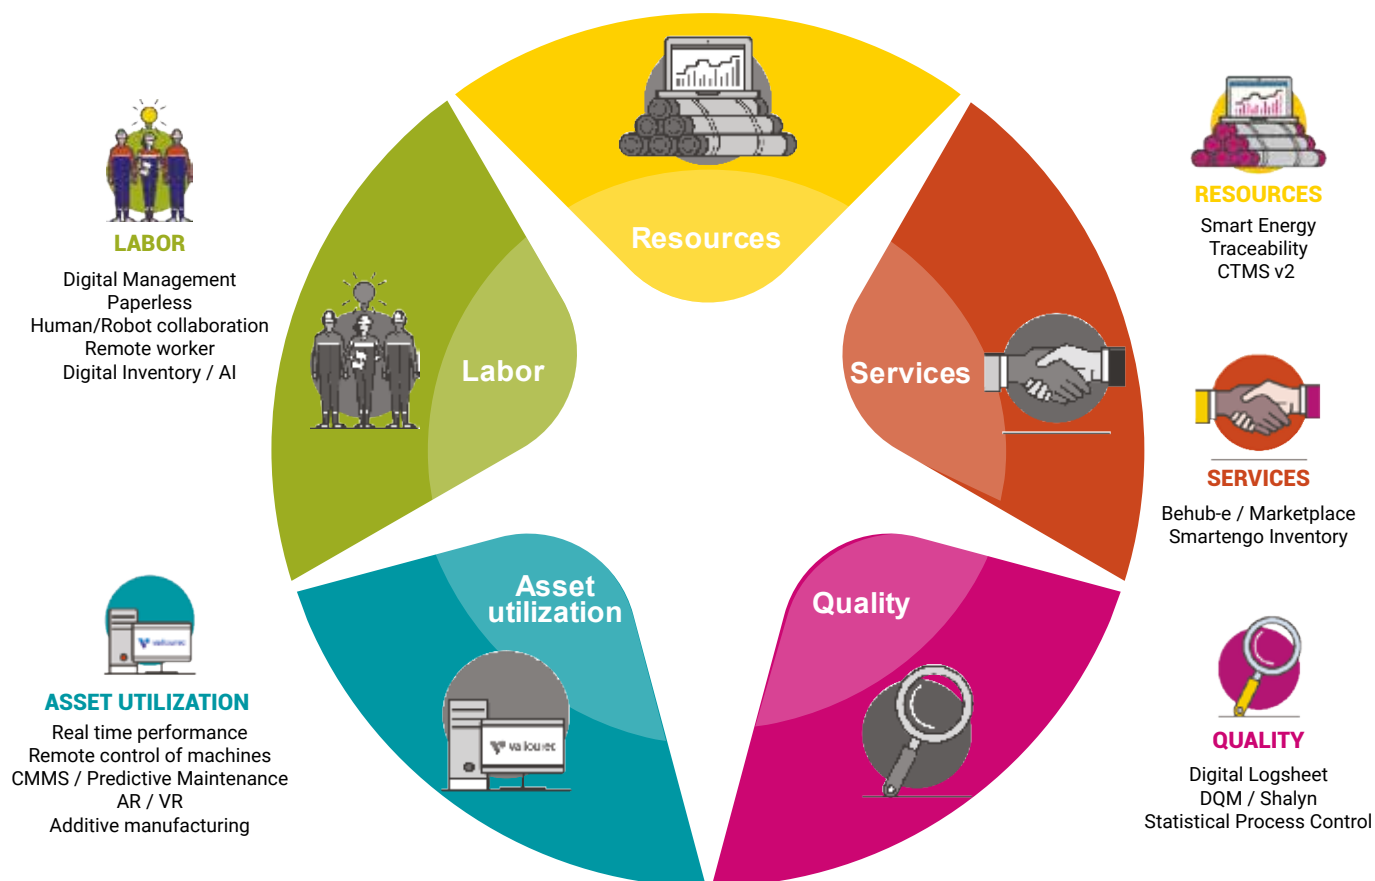 Resources
Labor
Services
Asset
utilization
Quality
vallourec
LABOR
Digital Management
Paperless
Human/Robot collaboration
Remote worker
Digital Inventory / AI
vallourec
ASSET UTILIZATION
Real time performance
Remote control of machines
CMMS / Predictive Maintenance
AR / VR
Additive manufacturing
RESOURCES
Smart Energy
Traceability
CTMS v2
SERVICES
Behub-e / Marketplace
Smartengo Inventory
QUALITY
Digital Logsheet
DQM / Shalyn
Statistical Process Control